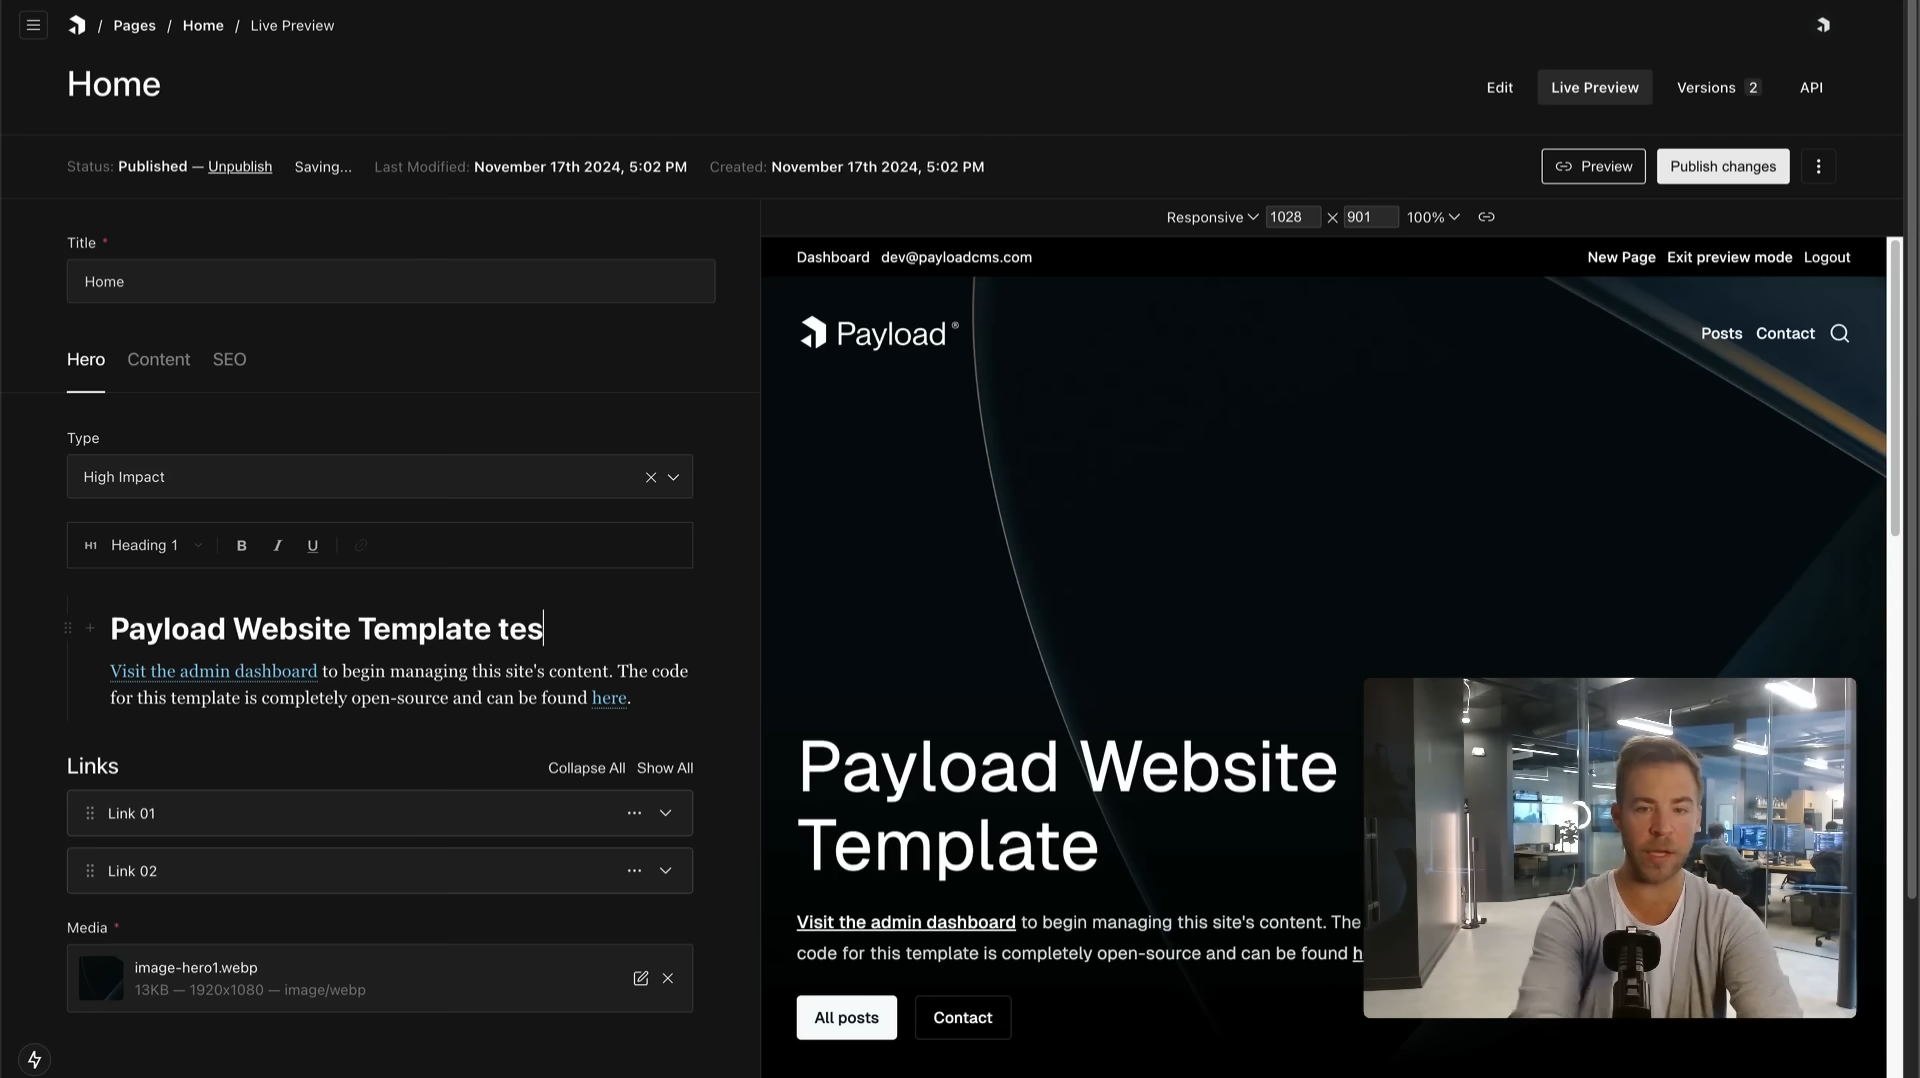 / Pages / Home / Live Preview
Home
Edit Live Preview Versions 2 API
Status: Published — Unpublish Saving... Last Modified: November 17th 2024, 5:02 PM Created: November 17th 2024, 5:02 PM
Preview Publish changes
Title *
Home
Hero Content SEO
Type
High Impact
H1 Heading 1 B I U
Payload Website Template tes
Visit the admin dashboard to begin managing this site's content. The code
for this template is completely open-source and can be found here.
Links
Collapse All Show All
Link 01
Link 02
Media *
image-hero1.webp
13KB — 1920x1080 — image/webp
Responsive 1028 × 901 100%
Dashboard dev@payloadcms.com New Page Exit preview mode Logout
Payload ® Posts Contact
Payload Website
Template
Visit the admin dashboard to begin managing this site's content. The
code for this template is completely open-source and can be found h
All posts Contact